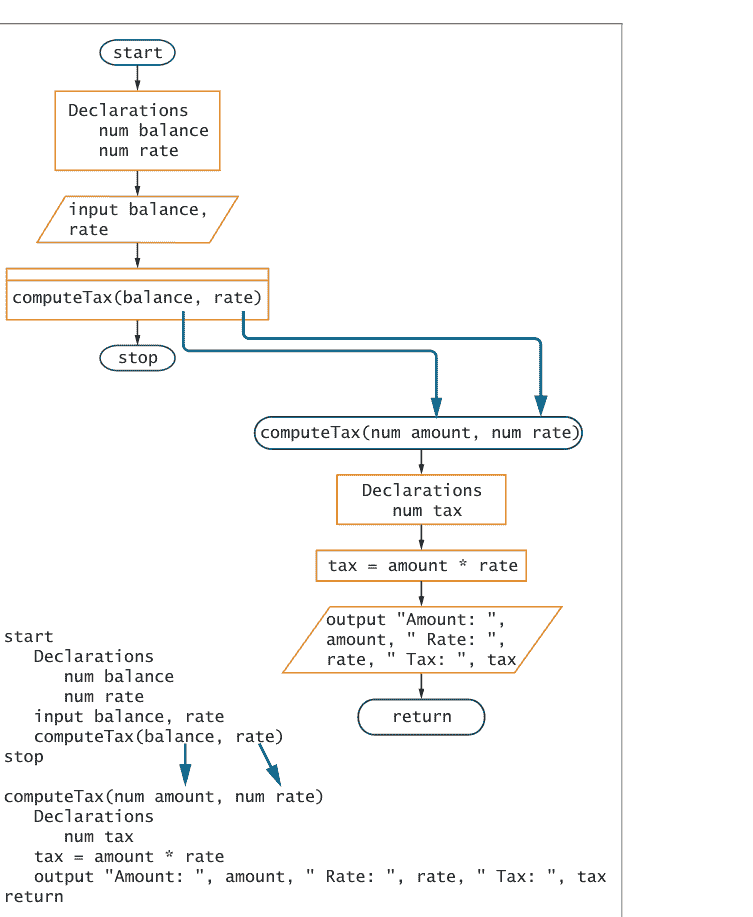 start
Declarations
   num balance
   num rate
input balance,
rate
computeTax(balance, rate)
stop
computeTax(num amount, num rate)
Declarations
   num tax
tax = amount * rate
output "Amount: ",
amount, " Rate: ",
rate, " Tax: ", tax
return
start
   Declarations
      num balance
      num rate
   input balance, rate
   computeTax(balance, rate)
stop
computeTax(num amount, num rate)
   Declarations
      num tax
   tax = amount * rate
   output "Amount: ", amount, " Rate: ", rate, " Tax: ", tax
return